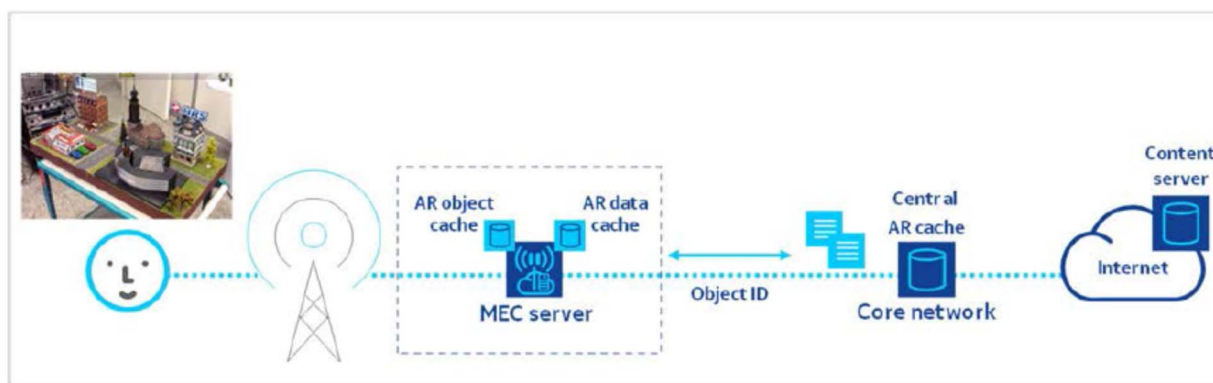 Content
server
AR object
cache
AR data
cache
Central
AR cache
Internet
Object ID
MEC server
Core network